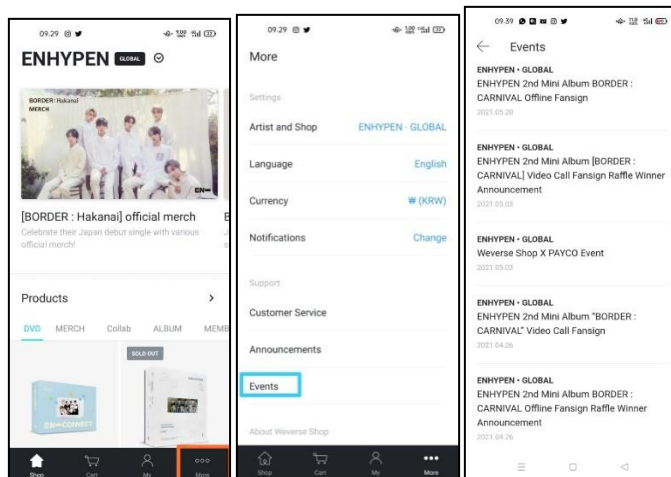 09.29
ENHYPEN GLOBAL
BORDER: Hakanai
MERCH
EN-
[BORDER : Hakanai] official merch
Celebrate their Japan debut single with various
official merch!
Products
DVD MERCH Collab ALBUM MEMB
SOLD OUT
EN-CONNECT
Shop Cart My More
09.29
More
Settings
Artist and Shop ENHYPEN · GLOBAL
Language English
Currency ₩ (KRW)
Notifications Change
Support
Customer Service
Announcements
Events
About Weverse Shop
Shop Cart My More
09.39
Events
ENHYPEN • GLOBAL
ENHYPEN 2nd Mini Album BORDER :
CARNIVAL Offline Fansign
2021.05.20
ENHYPEN • GLOBAL
ENHYPEN 2nd Mini Album [BORDER :
CARNIVAL] Video Call Fansign Raffle Winner
Announcement
2021.05.03
ENHYPEN • GLOBAL
Weverse Shop X PAYCO Event
2021.05.03
ENHYPEN • GLOBAL
ENHYPEN 2nd Mini Album "BORDER :
CARNIVAL" Video Call Fansign
2021.04.26
ENHYPEN • GLOBAL
ENHYPEN 2nd Mini Album BORDER :
CARNIVAL Offline Fansign Raffle Winner
Announcement
2021.04.26